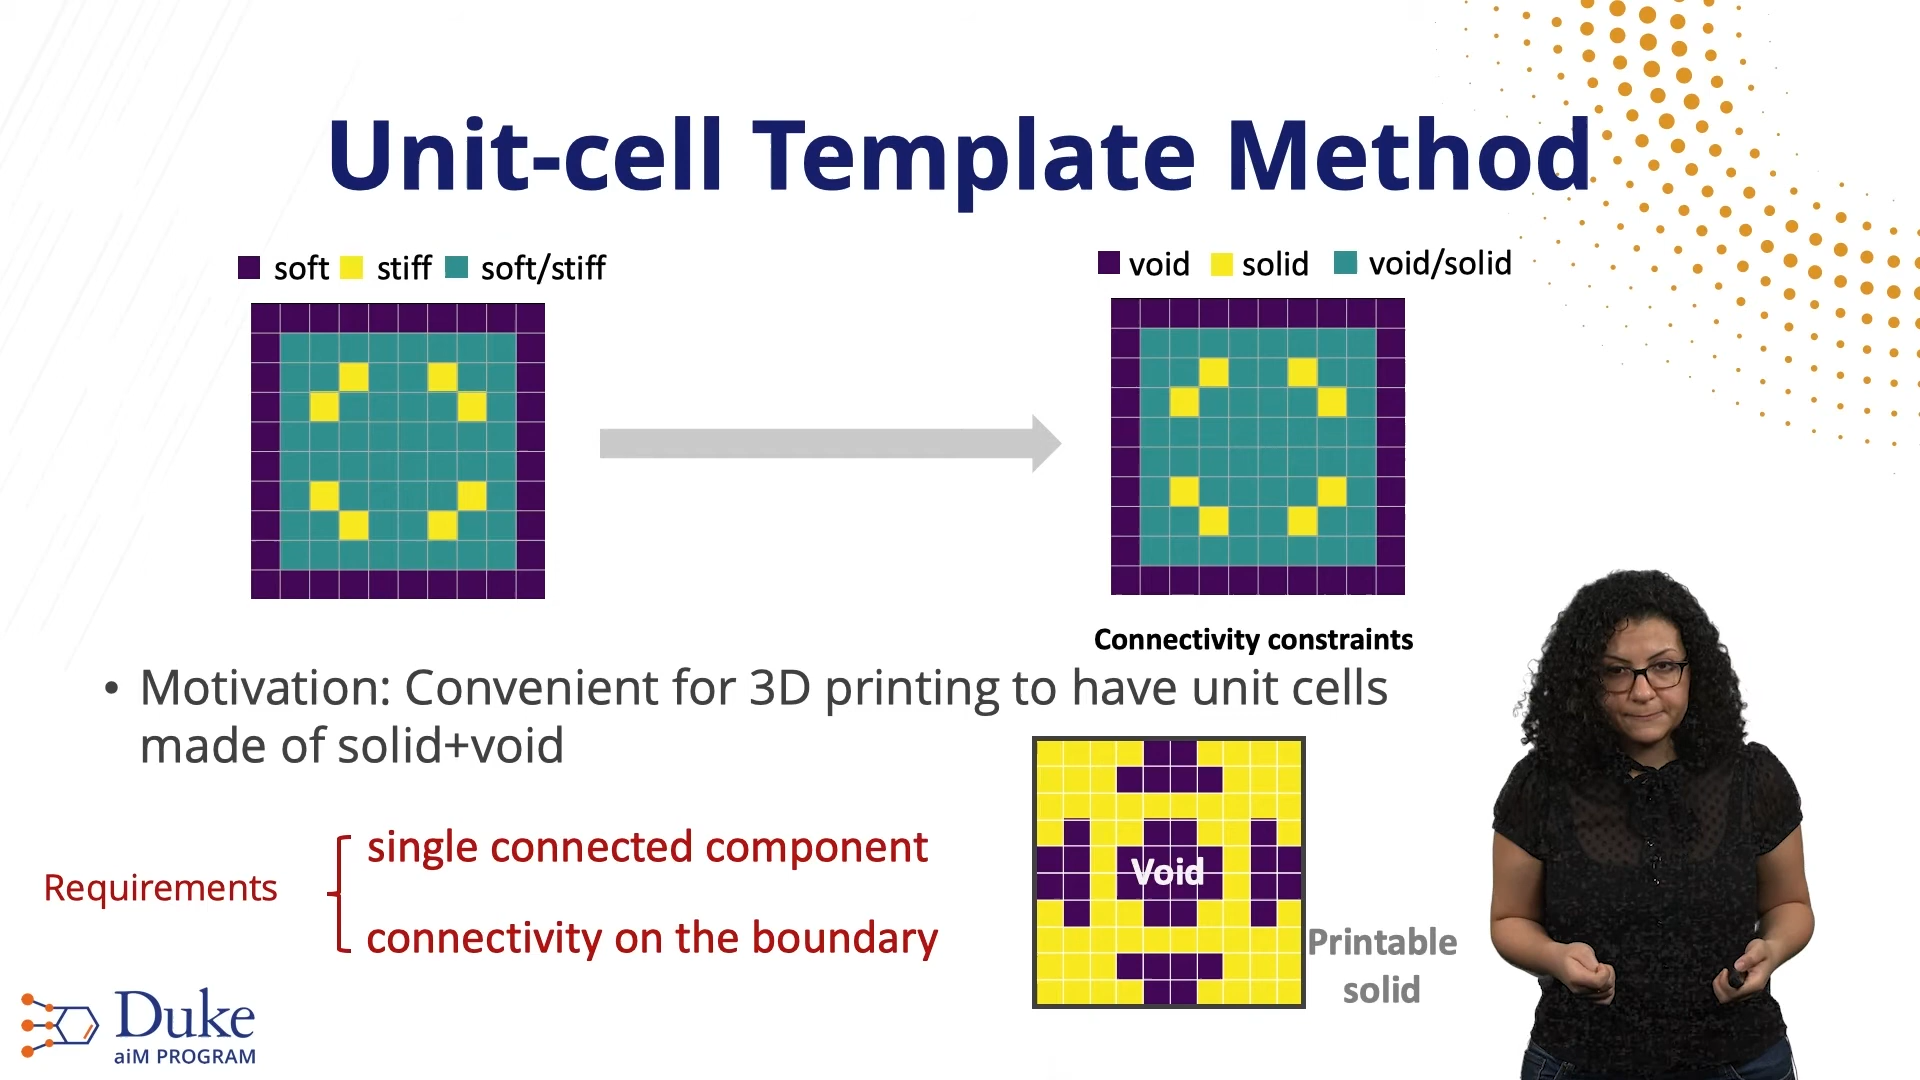 Unit-cell Template Method
soft stiff soft/stiff
void solid void/solid
Connectivity constraints
• Motivation: Convenient for 3D printing to have unit cells
made of solid+void
Requirements
single connected component
connectivity on the boundary
Void
Printable
solid
Duke
aiM PROGRAM